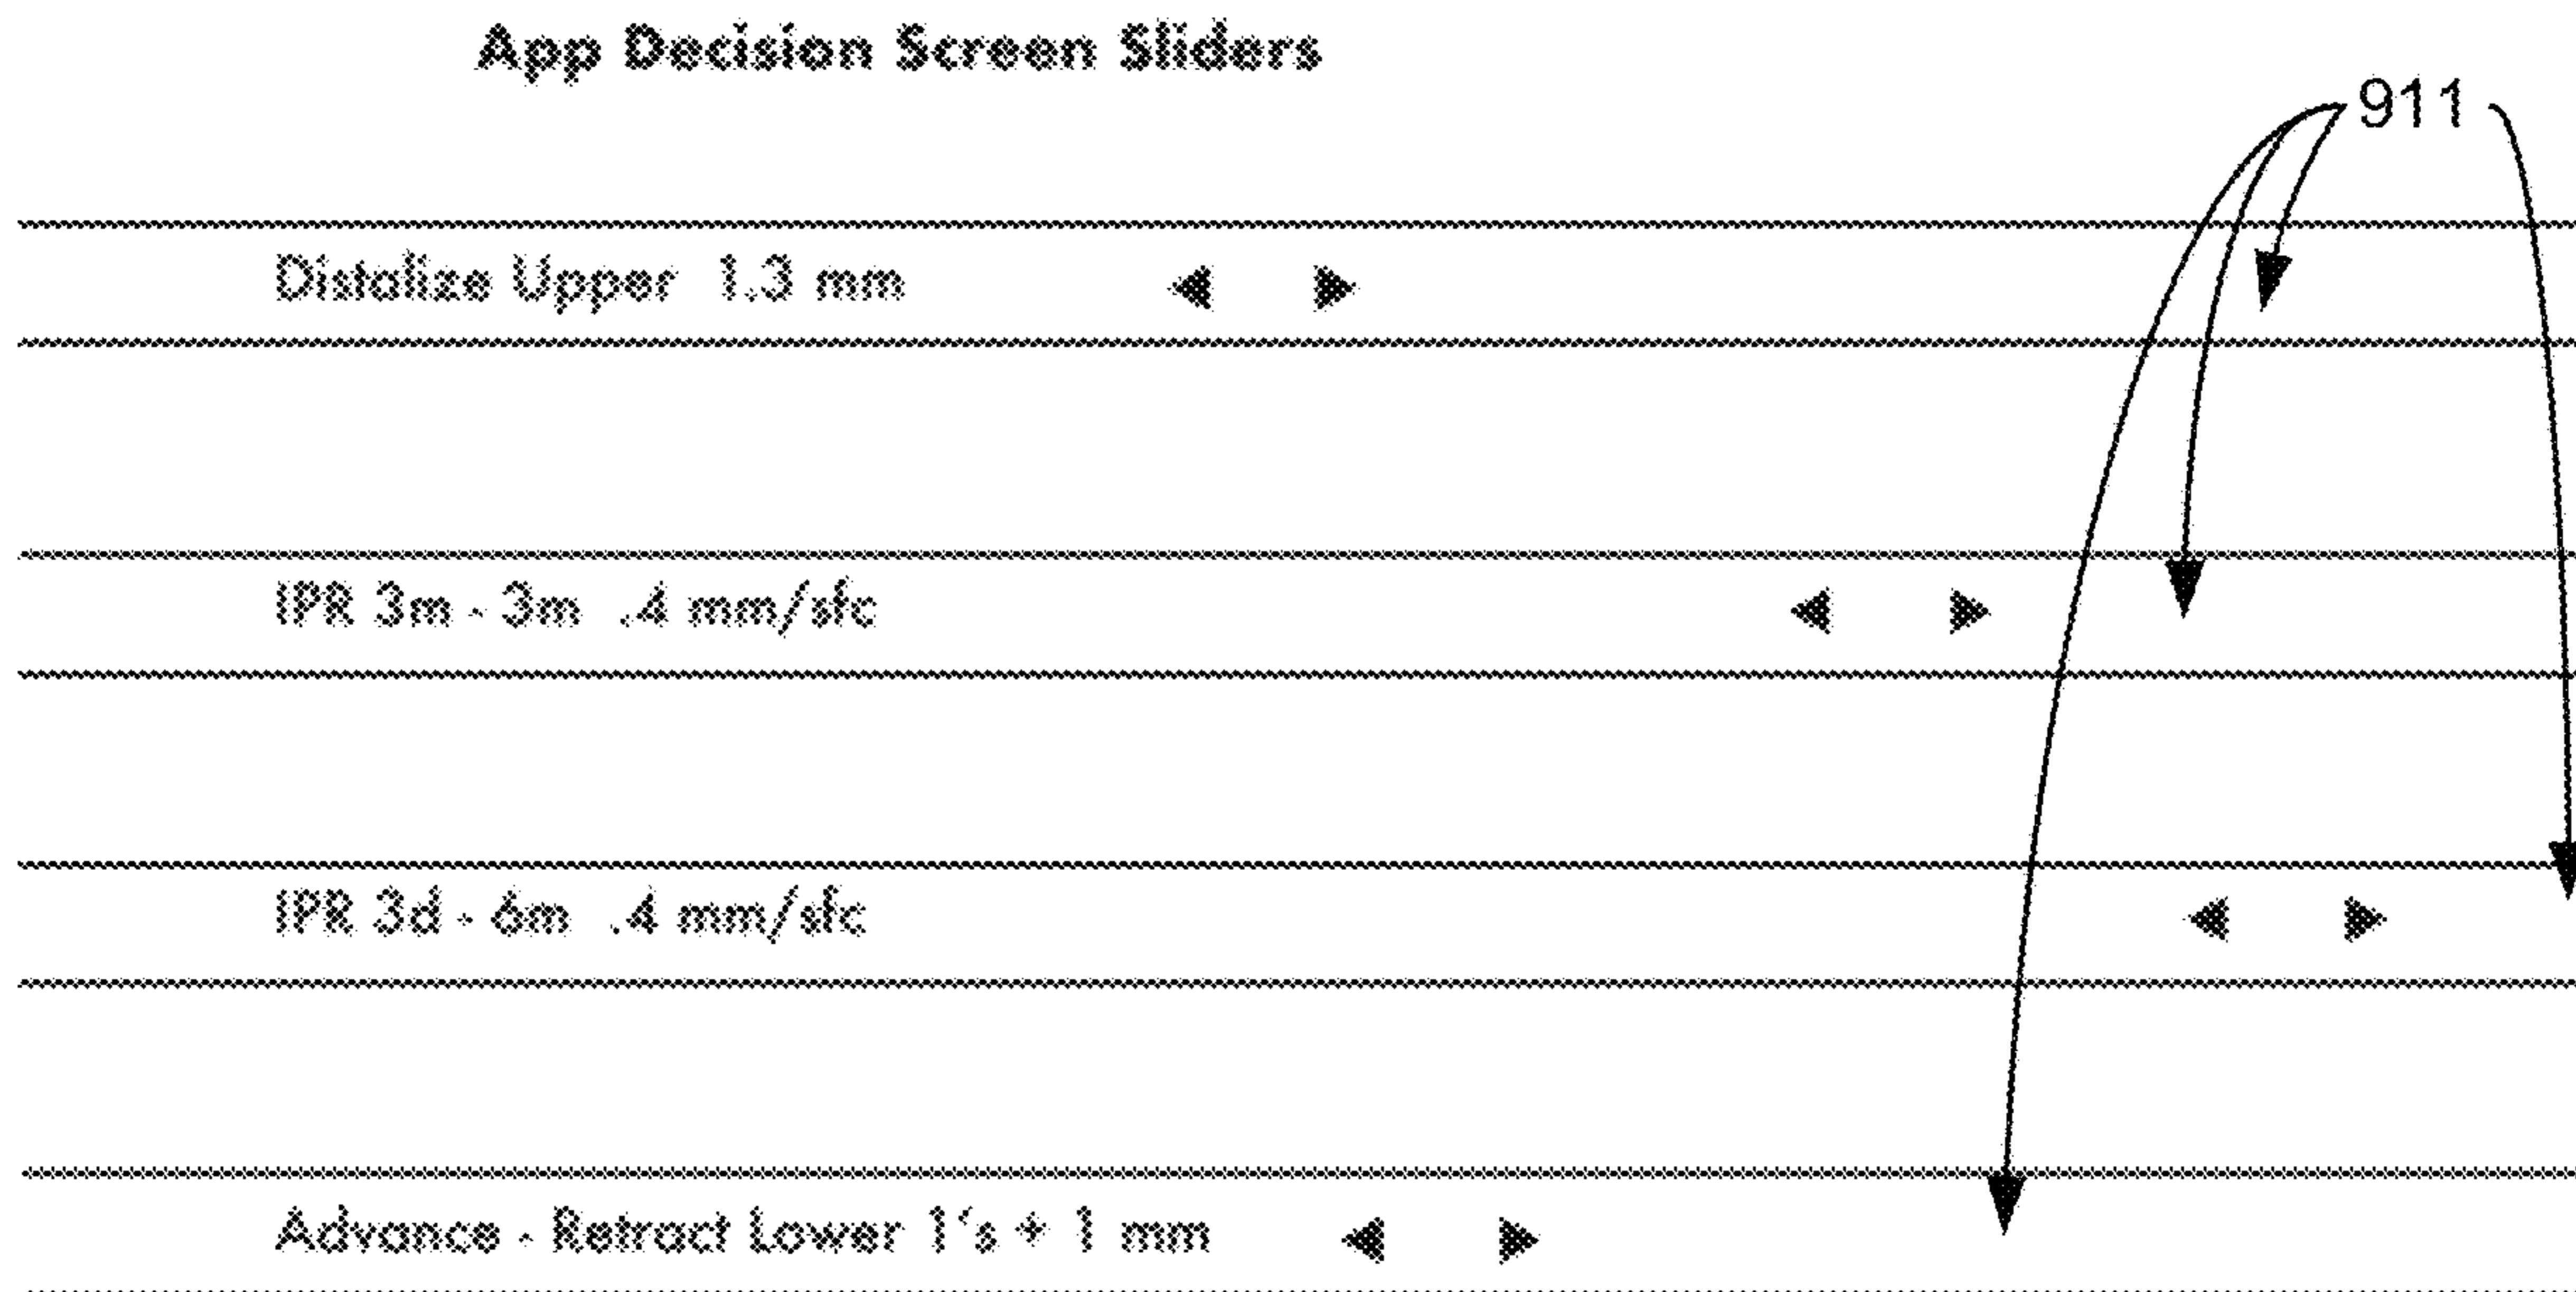 App Decision Screen Sliders
911
Distalize Upper 1.3 mm
IPR 3m - 3m .4 mm/sfc
IPR 3d - 6m .4 mm/sfc
Advance - Retract Lower 1's + 1 mm